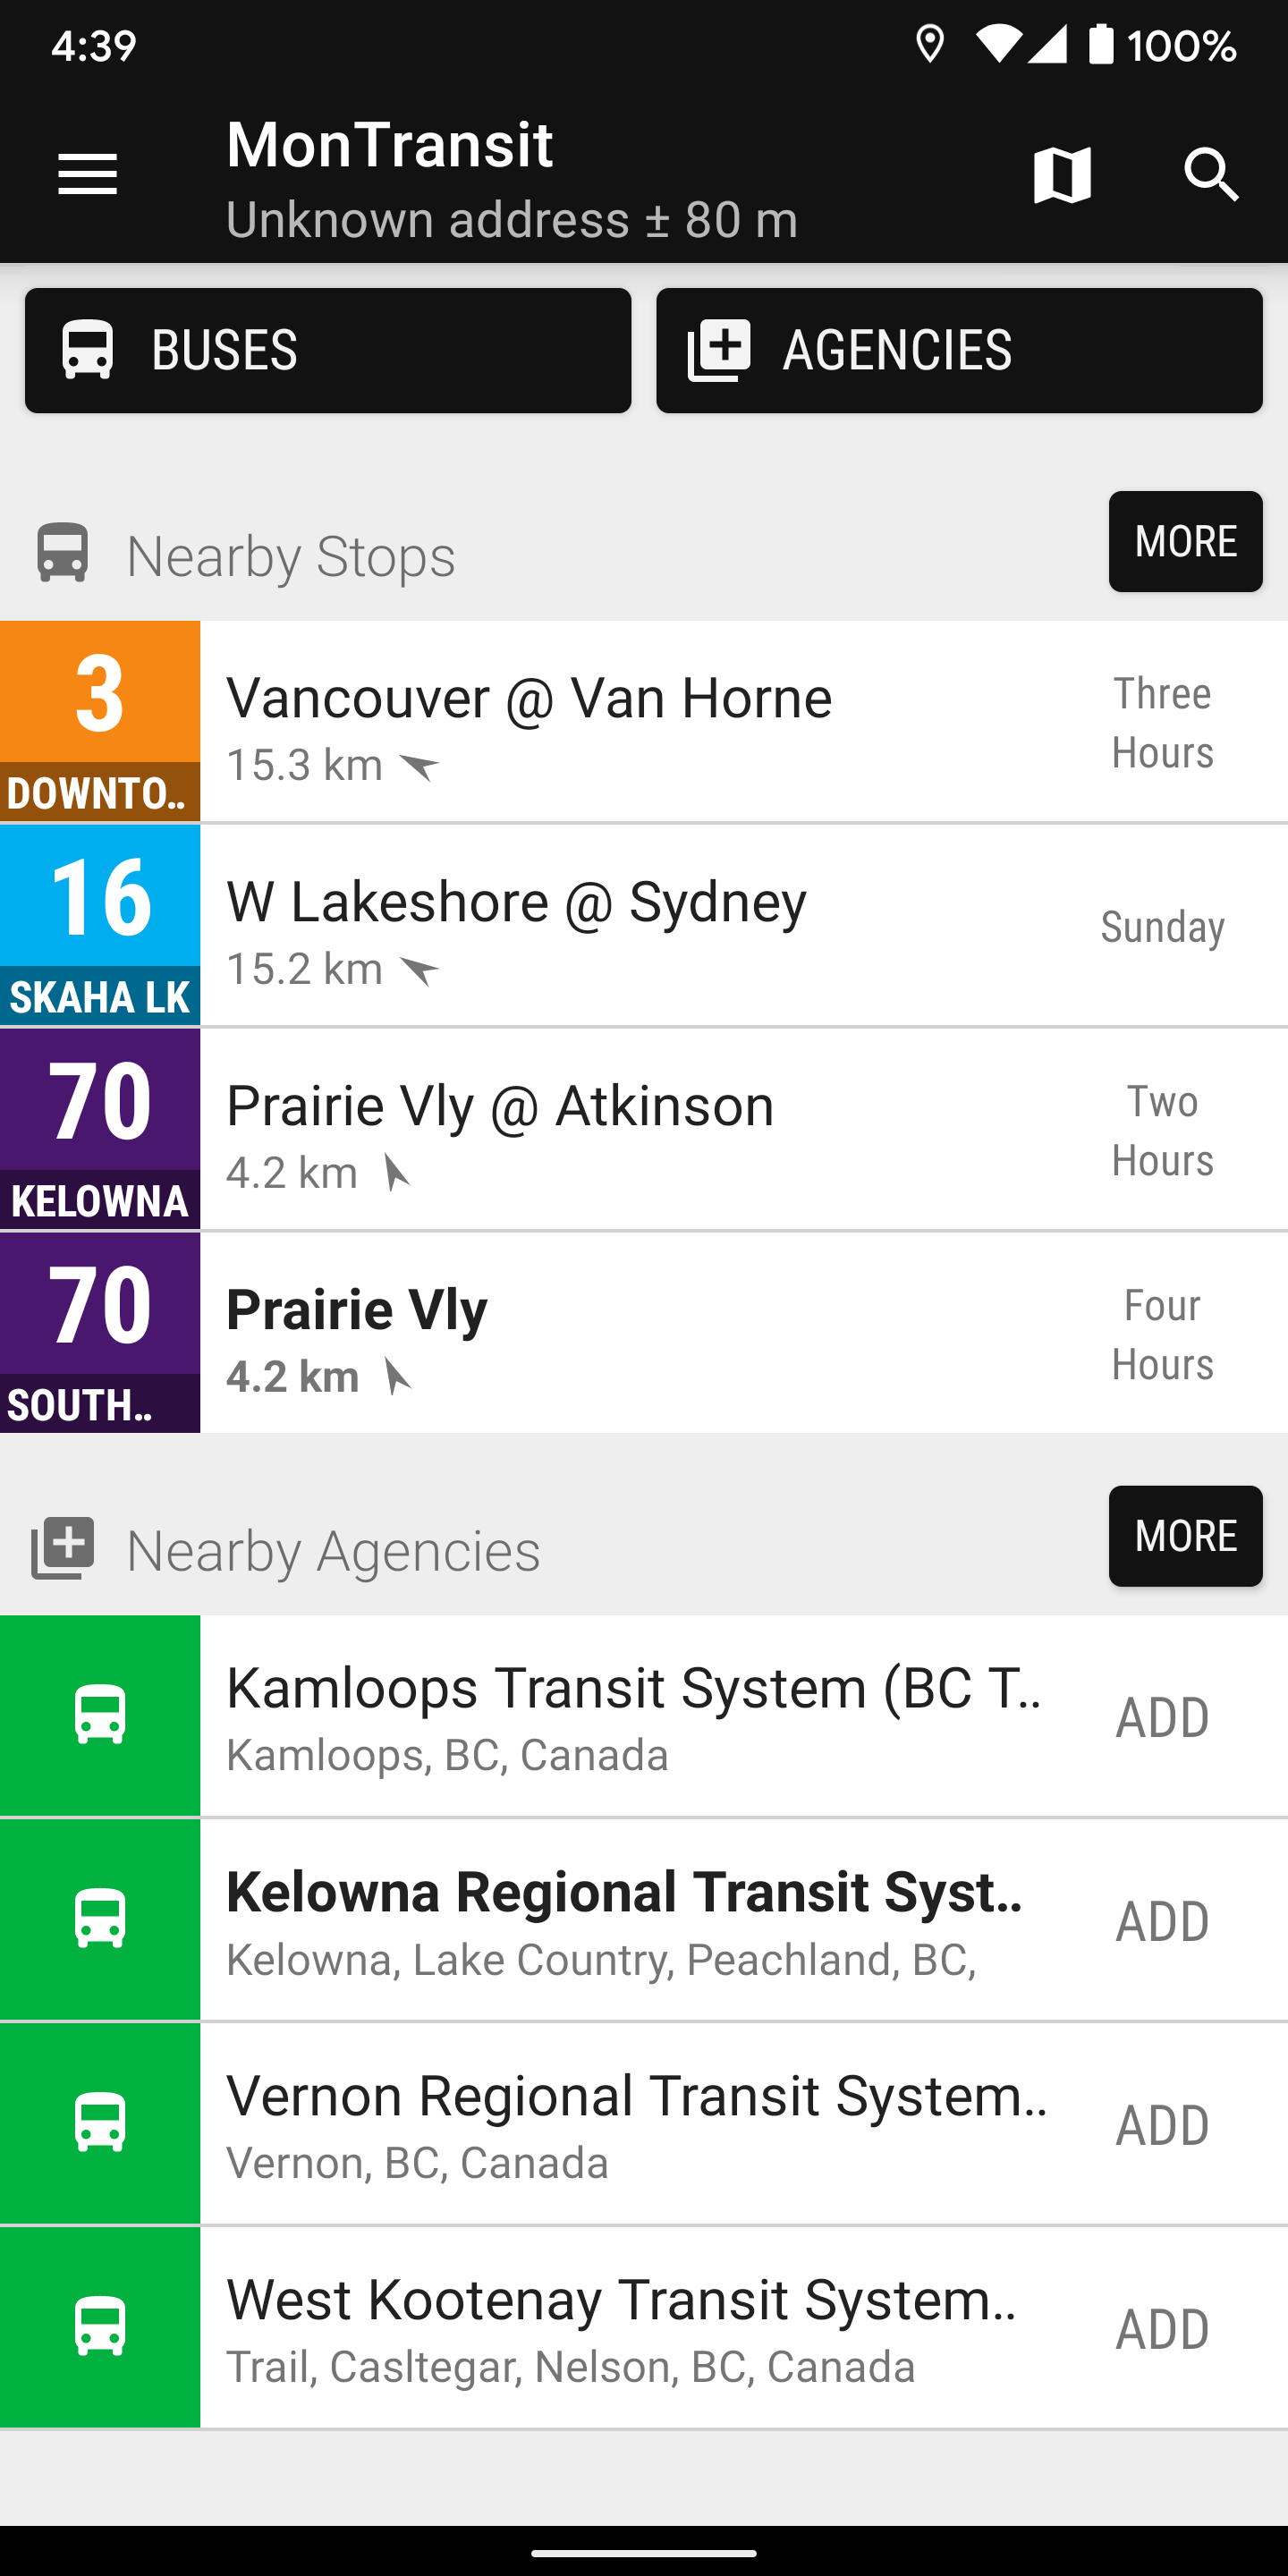 4:39
100%
MonTransit
Unknown address ± 80 m
BUSES
AGENCIES
Nearby Stops
MORE
3
DOWNTO..
Vancouver @ Van Horne
15.3 km
Three
Hours
16
SKAHA LK
W Lakeshore @ Sydney
15.2 km
Sunday
70
KELOWNA
Prairie Vly @ Atkinson
4.2 km
Two
Hours
70
SOUTH..
Prairie Vly
4.2 km
Four
Hours
Nearby Agencies
MORE
Kamloops Transit System (BC T..
Kamloops, BC, Canada
ADD
Kelowna Regional Transit Syst..
Kelowna, Lake Country, Peachland, BC,
ADD
Vernon Regional Transit System..
Vernon, BC, Canada
ADD
West Kootenay Transit System..
Trail, Casltegar, Nelson, BC, Canada
ADD